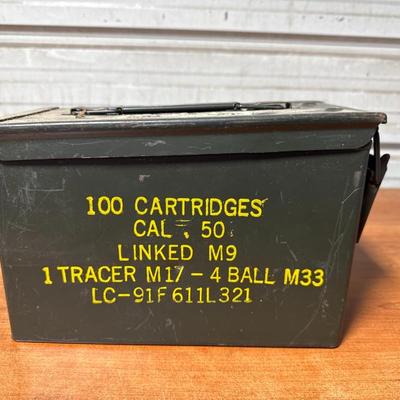 100 CARTRIDGES
CAL . 50
LINKED M9
1 TRACER M17 - 4 BALL M33
LC-91F611L321